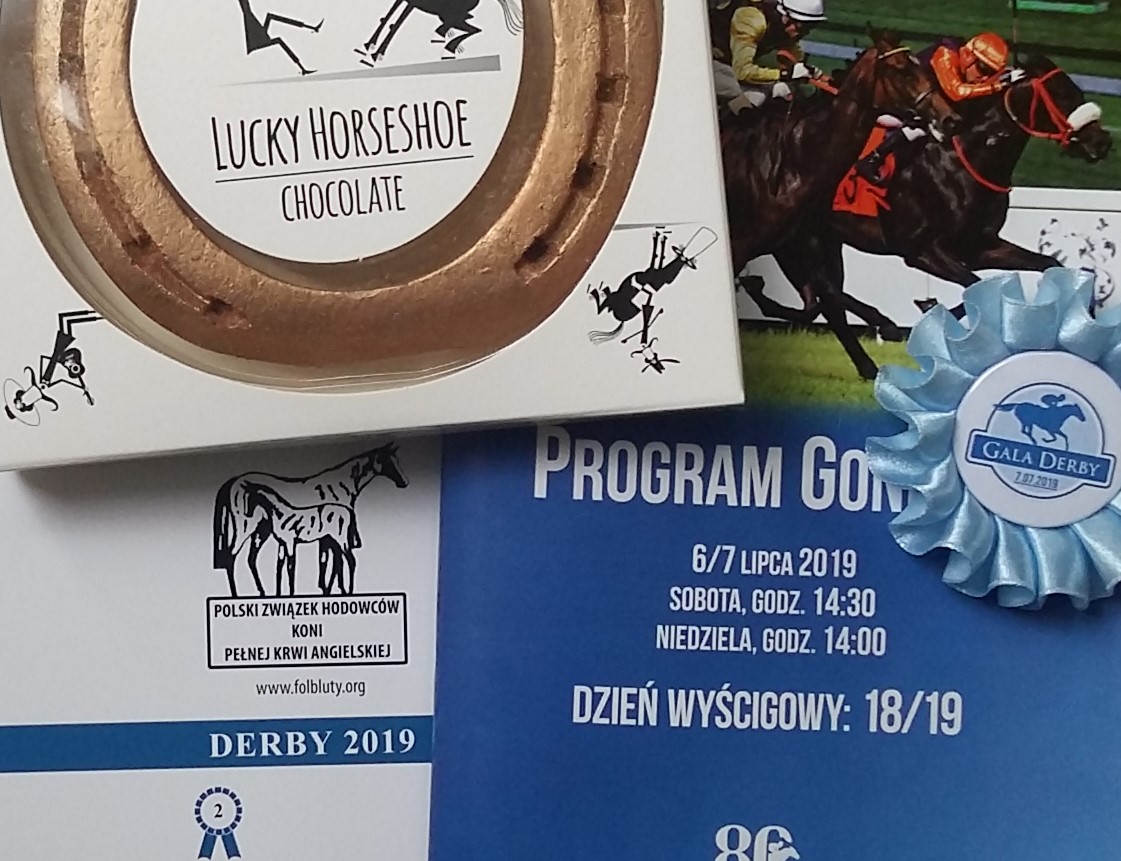 LUCKY HORSESHOE
CHOCOLATE
PROGRAM GON
GALA DERBY
7.07.2019
6/7 LIPCA 2019
SOBOTA, GODZ. 14:30
NIEDZIELA, GODZ. 14:00
DZIEŃ WYŚCIGOWY: 18/19
POLSKI ZWIĄZEK HODOWCÓW
KONI
PEŁNEJ KRWI ANGIELSKIEJ
www.folbluty.org
DERBY 2019
2